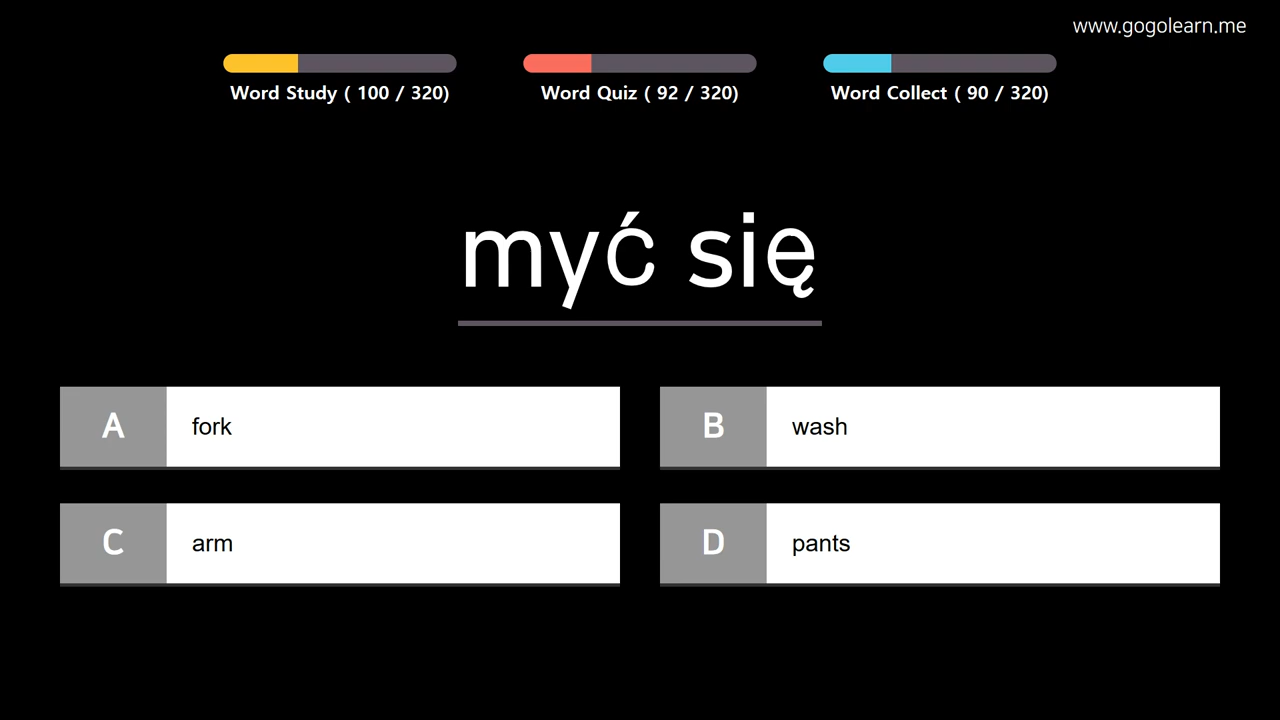 www.gogolearn.me
Word Study ( 100 / 320)
Word Quiz ( 92 / 320)
Word Collect ( 90 / 320)
myć się
A fork
B wash
C arm
D pants